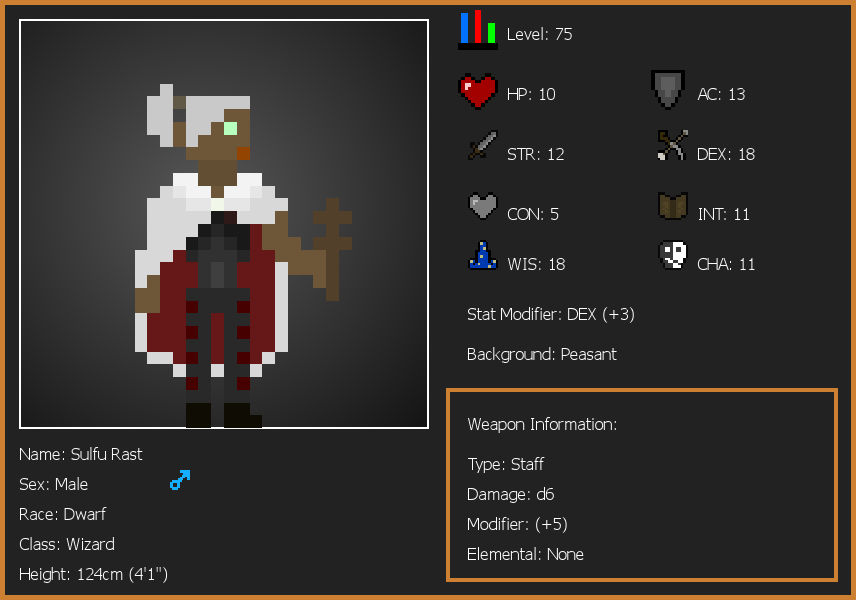 Level: 75
HP: 10
AC: 13
STR: 12
DEX: 18
CON: 5
INT: 11
WIS: 18
CHA: 11
Stat Modifier: DEX (+3)
Background: Peasant
Weapon Information:
Type: Staff
Damage: d6
Modifier: (+5)
Elemental: None
Name: Sulfu Rast
Sex: Male
Race: Dwarf
Class: Wizard
Height: 124cm (4'1")